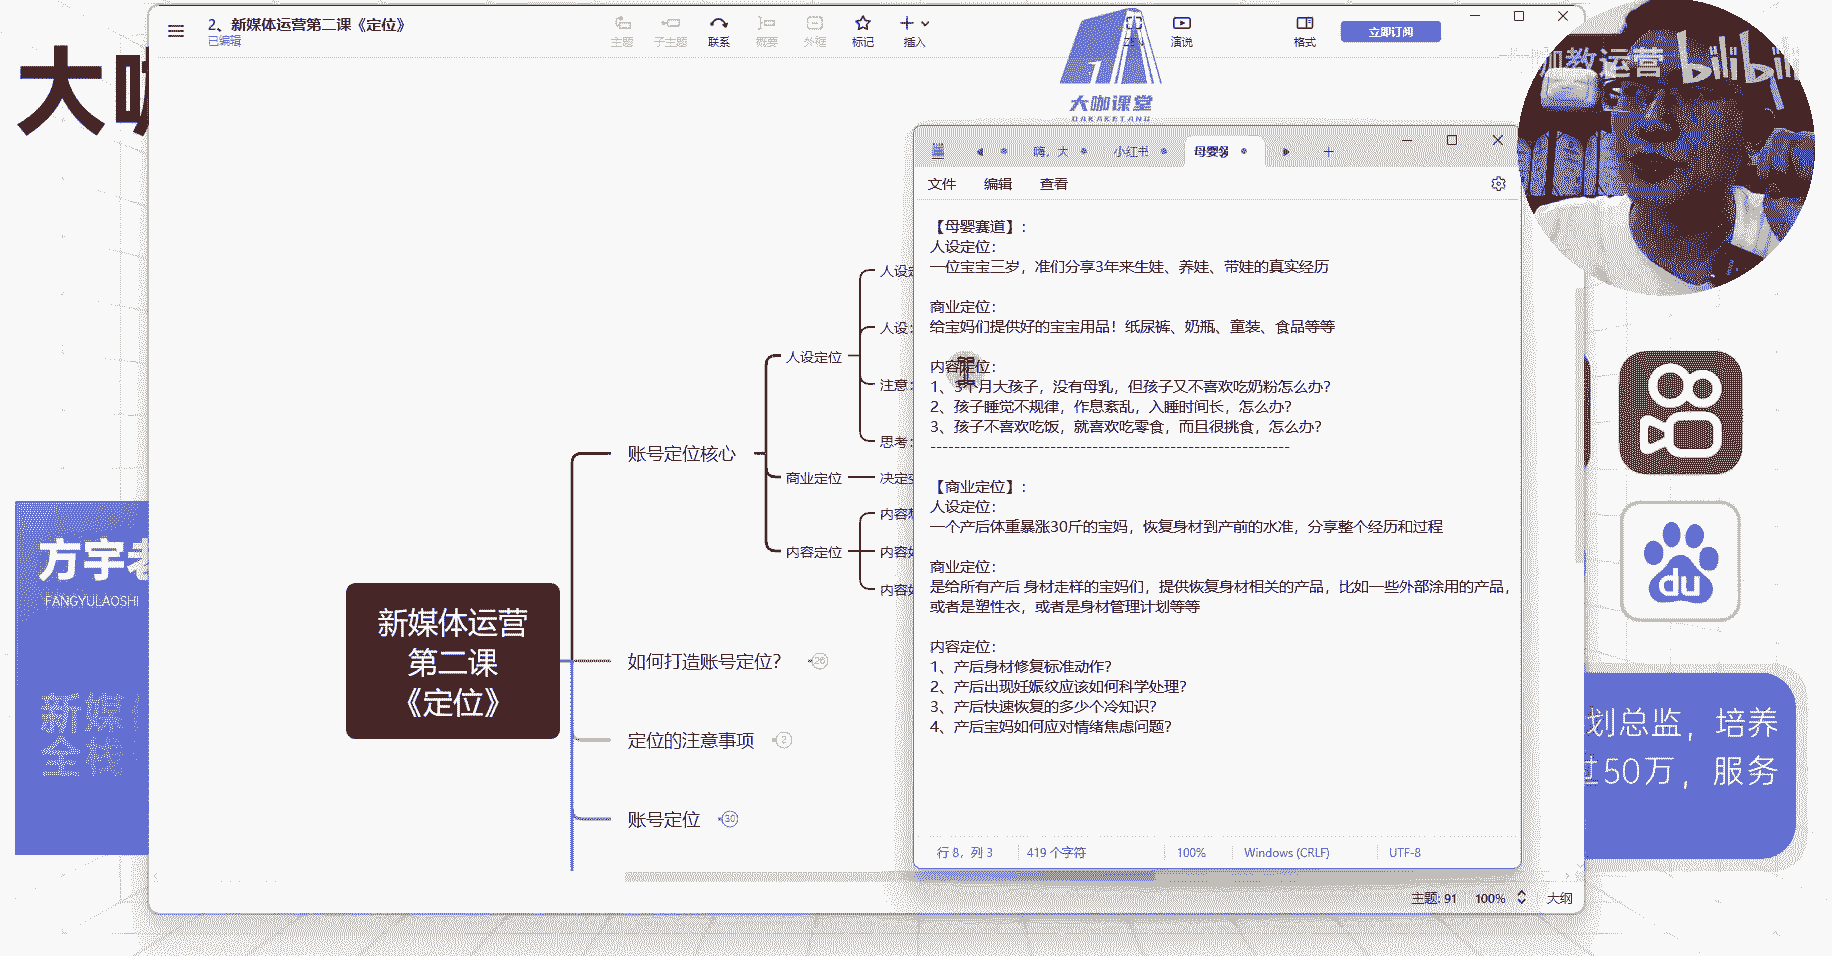 2、新媒体运营第二课《定位》
已编辑
主题
子主题
联系
概要
外框
标记
插入
ZEN
演说
格式
立即订阅
大咖课堂
DAKAKETANG
咖教运营
bilibili
大咖
方宇老
FANGYULAOSHI
新媒体
全栈
账号定位核心
人设定位
人设定
人设：
注意：
思考：
商业定位
决定变
内容定位
内容
内容如
内容如
新媒体运营
第二课
《定位》
如何打造账号定位？
26
定位的注意事项
2
账号定位
30
嗨，大
小红书
母婴领
文件
编辑
查看
【母婴赛道】：
人设定位：
一位宝宝三岁，准们分享3年来生娃、养娃、带娃的真实经历
商业定位：
给宝妈们提供好的宝宝用品！纸尿裤、奶瓶、童装、食品等等
内容定位：
1、3个月大孩子，没有母乳，但孩子又不喜欢吃奶粉怎么办？
2、孩子睡觉不规律，作息紊乱，入睡时间长，怎么办？
3、孩子不喜欢吃饭，就喜欢吃零食，而且很挑食，怎么办？
------------------------------------------------------------
【商业定位】：
人设定位：
一个产后体重暴涨30斤的宝妈，恢复身材到产前的水准，分享整个经历和过程
商业定位：
是给所有产后 身材走样的宝妈们，提供恢复身材相关的产品，比如一些外部涂用的产品，
或者是塑性衣，或者是身材管理计划等等
内容定位：
1、产后身材修复标准动作？
2、产后出现妊娠纹应该如何科学处理？
3、产后快速恢复的多少个冷知识？
4、产后宝妈如何应对情绪焦虑问题？
行 8，列 3
419 个字符
100%
Windows (CRLF)
UTF-8
主题: 91
100%
大纲
du
划总监，培养
过50万，服务